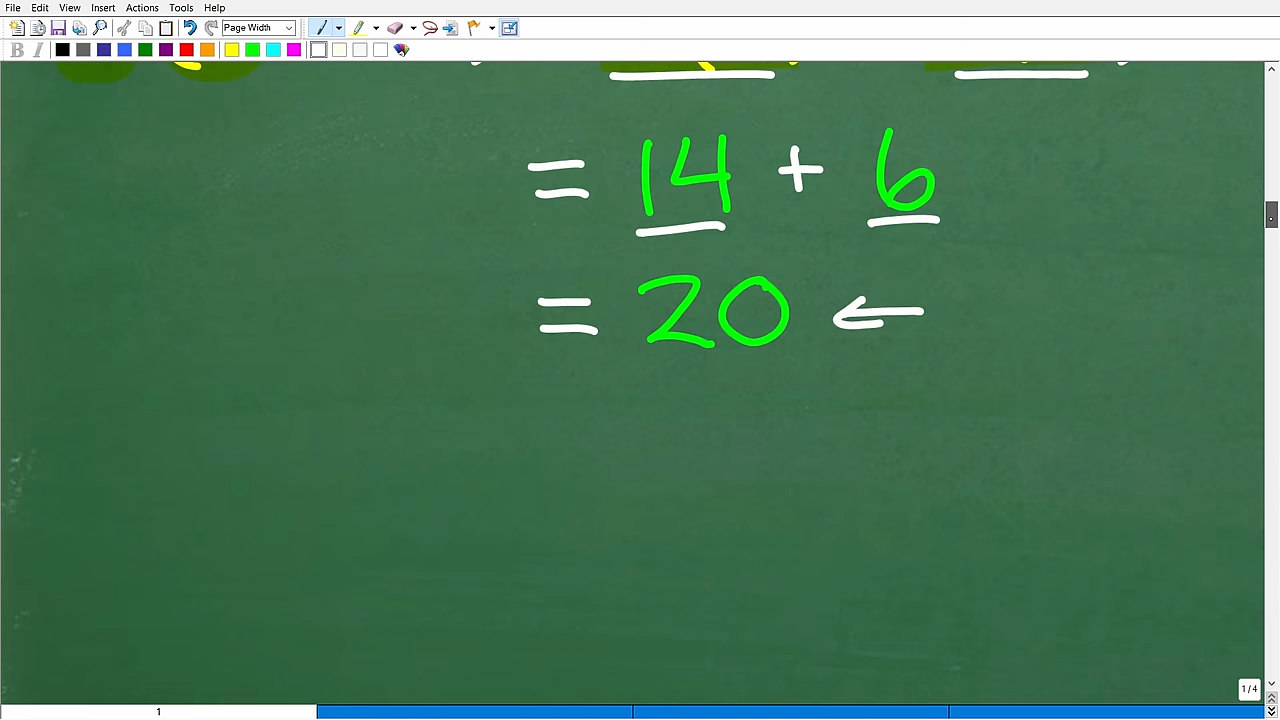 File Edit View Insert Actions Tools Help
Page Width
B I
= 14 + 6
= 20 ←
1/4
1